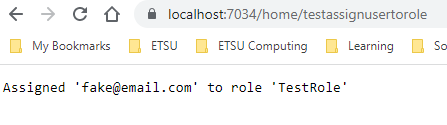 localhost:7034/home/testassignusertorole
My Bookmarks ETSU ETSU Computing Learning So
Assigned 'fake@email.com' to role 'TestRole'